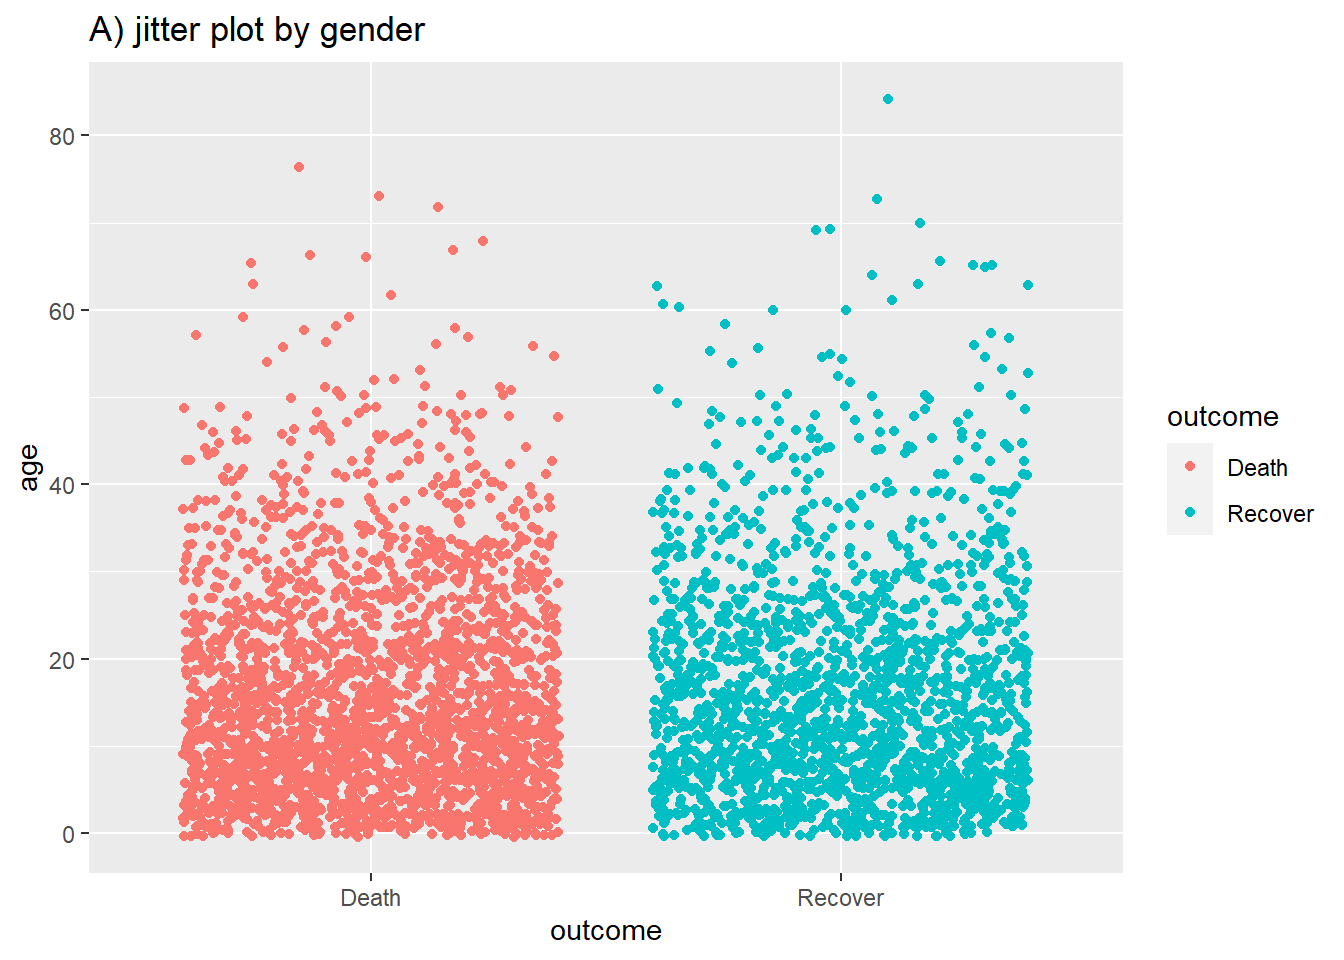 A) jitter plot by gender
80
60
40
20
0
age
Death
Recover
outcome
outcome
Death
Recover